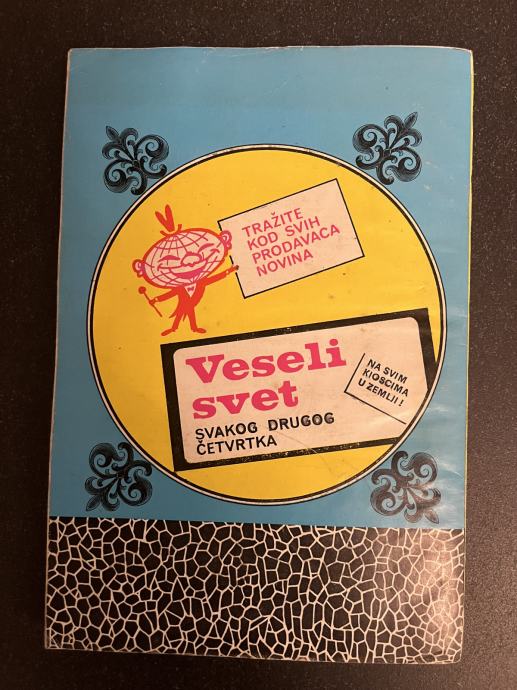 TRAŽITE
KOD SVIH
PRODAVACA
NOVINA
Veseli
svet
SVAKOG DRUGOG
ČETVRTKA
NA SVIM
KIOSCIMA
U ZEMLJI!